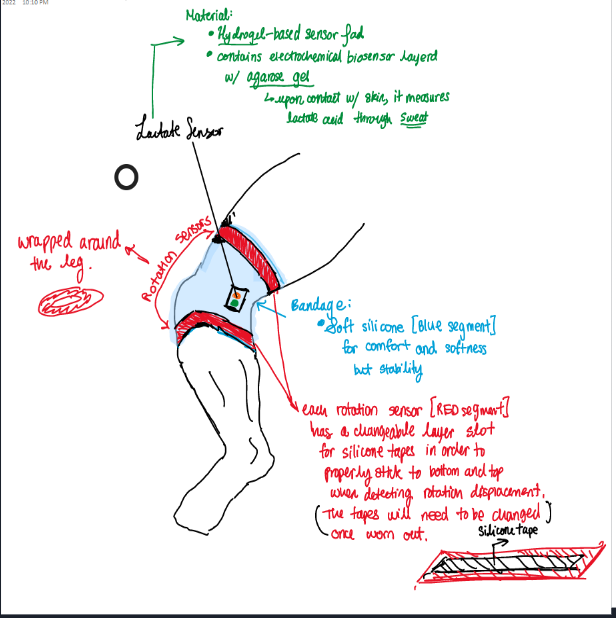 2022 10:10 PM
Material:
• Hydrogel-based sensor pad
• contains electrochemical biosensor layerd
w/ agarose gel
↳ upon contact w/ skin, it measures
lactate acid through sweat
Lactate Sensor
wrapped around
the leg.
Rotation sensors
Bandage:
• Soft silicone [Blue segment]
for comfort and softness
but stability
each rotation sensor [RED segment]
has a changeable layer slot
for silicone tapes in order to
properly stick to bottom and top
when detecting rotation displacement.
(The tapes will need to be changed)
once worn out.
Silicone tape